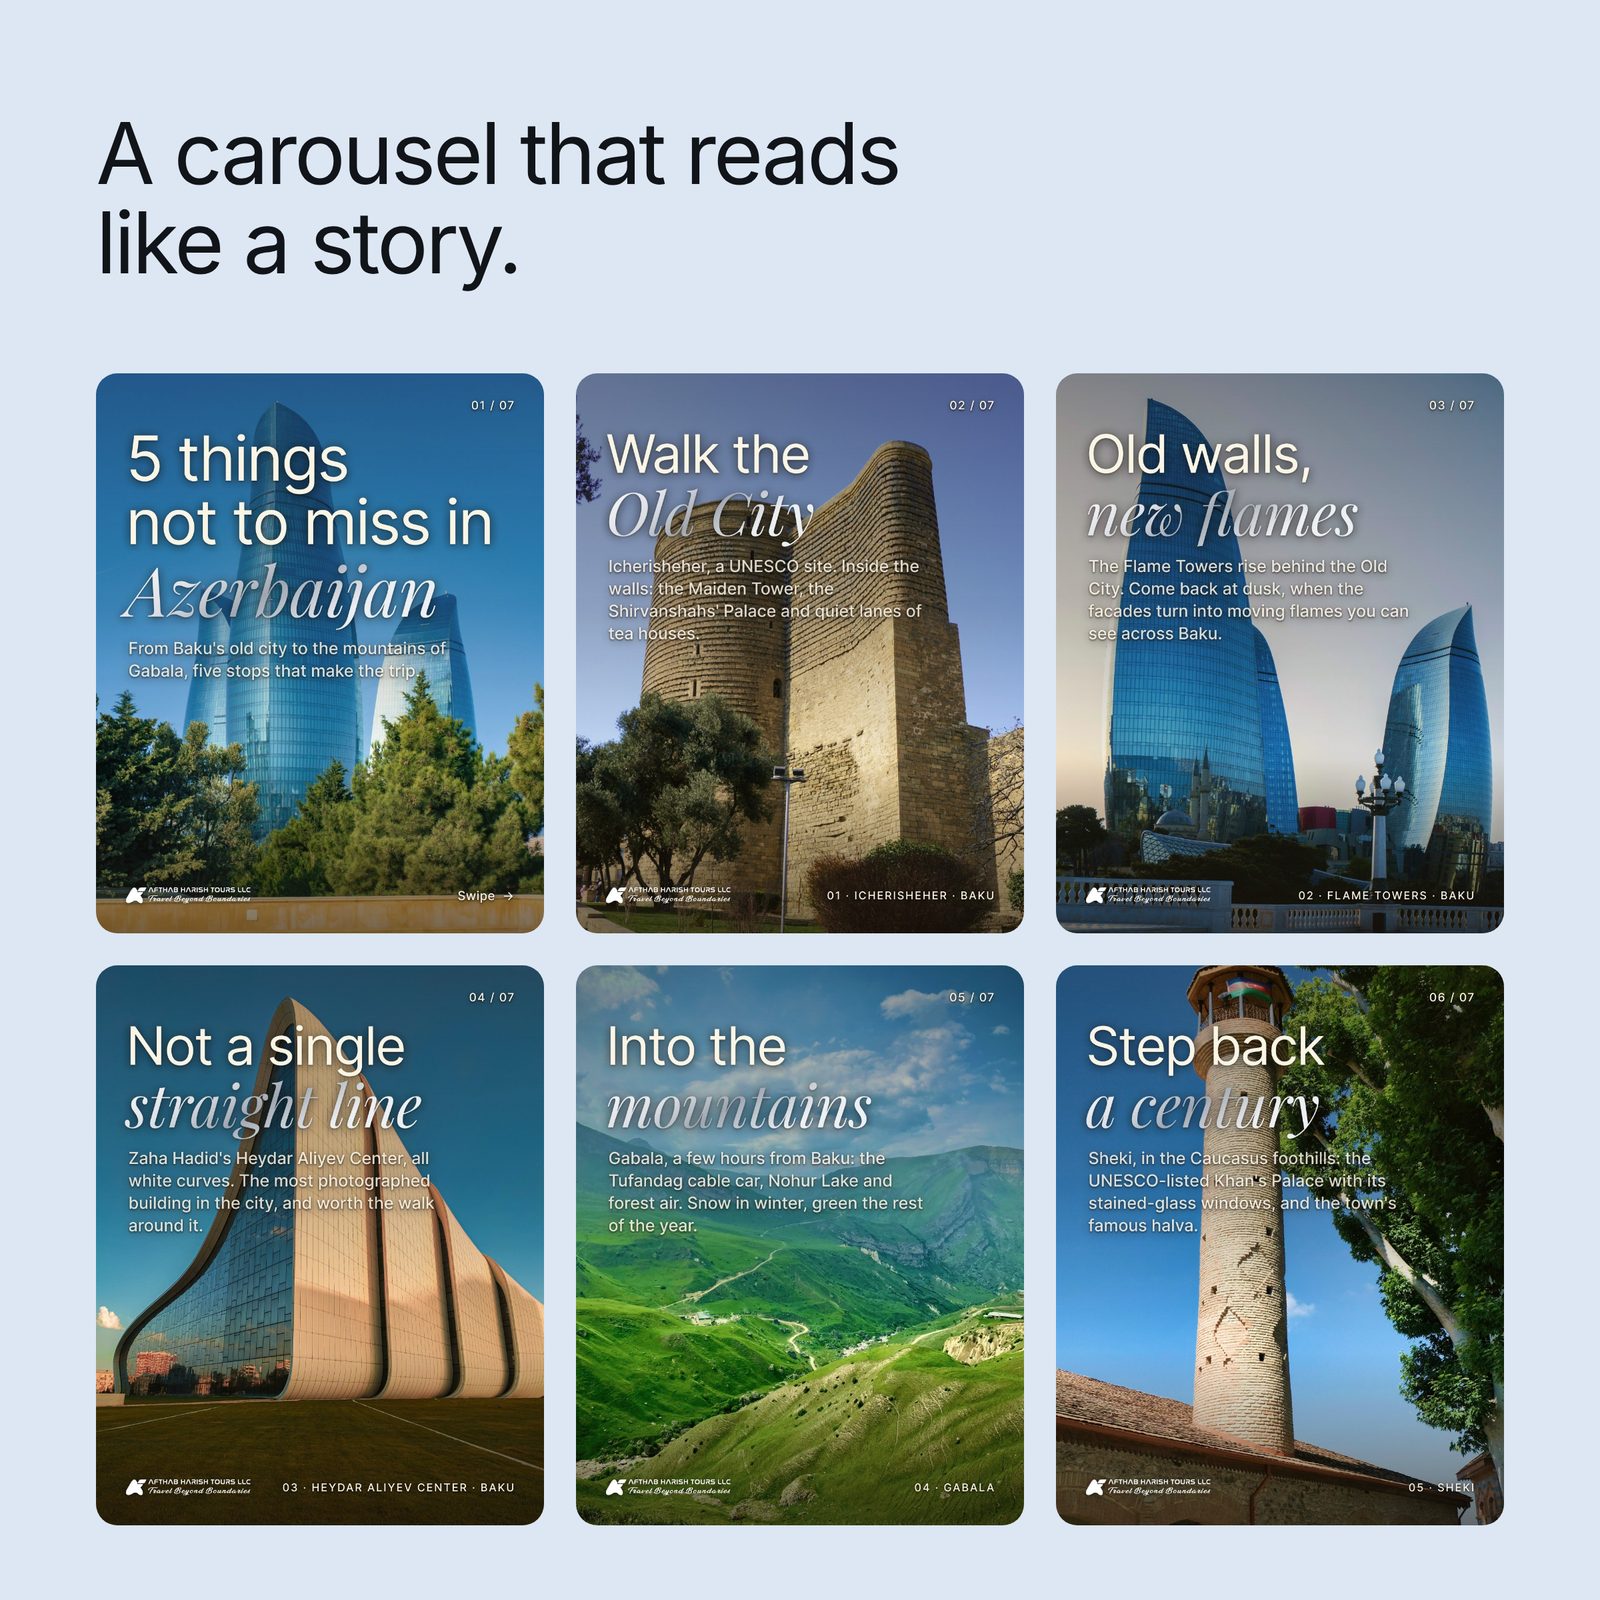 A carousel that reads
like a story.
01 / 07
5 things
not to miss in
Azerbaijan
From Baku's old city to the mountains of
Gabala, five stops that make the trip.
AFTHAB HARISH TOURS LLC
Travel Beyond Boundaries
Swipe →
02 / 07
Walk the
Old City
Icherisheher, a UNESCO site. Inside the
walls: the Maiden Tower, the
Shirvanshahs' Palace and quiet lanes of
tea houses.
AFTHAB HARISH TOURS LLC
Travel Beyond Boundaries
01 · ICHERISHEHER · BAKU
03 / 07
Old walls,
new flames
The Flame Towers rise behind the Old
City. Come back at dusk, when the
facades turn into moving flames you can
see across Baku.
AFTHAB HARISH TOURS LLC
Travel Beyond Boundaries
02 · FLAME TOWERS · BAKU
04 / 07
Not a single
straight line
Zaha Hadid's Heydar Aliyev Center, all
white curves. The most photographed
building in the city, and worth the walk
around it.
AFTHAB HARISH TOURS LLC
Travel Beyond Boundaries
03 · HEYDAR ALIYEV CENTER · BAKU
05 / 07
Into the
mountains
Gabala, a few hours from Baku: the
Tufandag cable car, Nohur Lake and
forest air. Snow in winter, green the rest
of the year.
AFTHAB HARISH TOURS LLC
Travel Beyond Boundaries
04 · GABALA
06 / 07
Step back
a century
Sheki, in the Caucasus foothills: the
UNESCO-listed Khan's Palace with its
stained-glass windows, and the town's
famous halva.
AFTHAB HARISH TOURS LLC
Travel Beyond Boundaries
05 · SHEKI